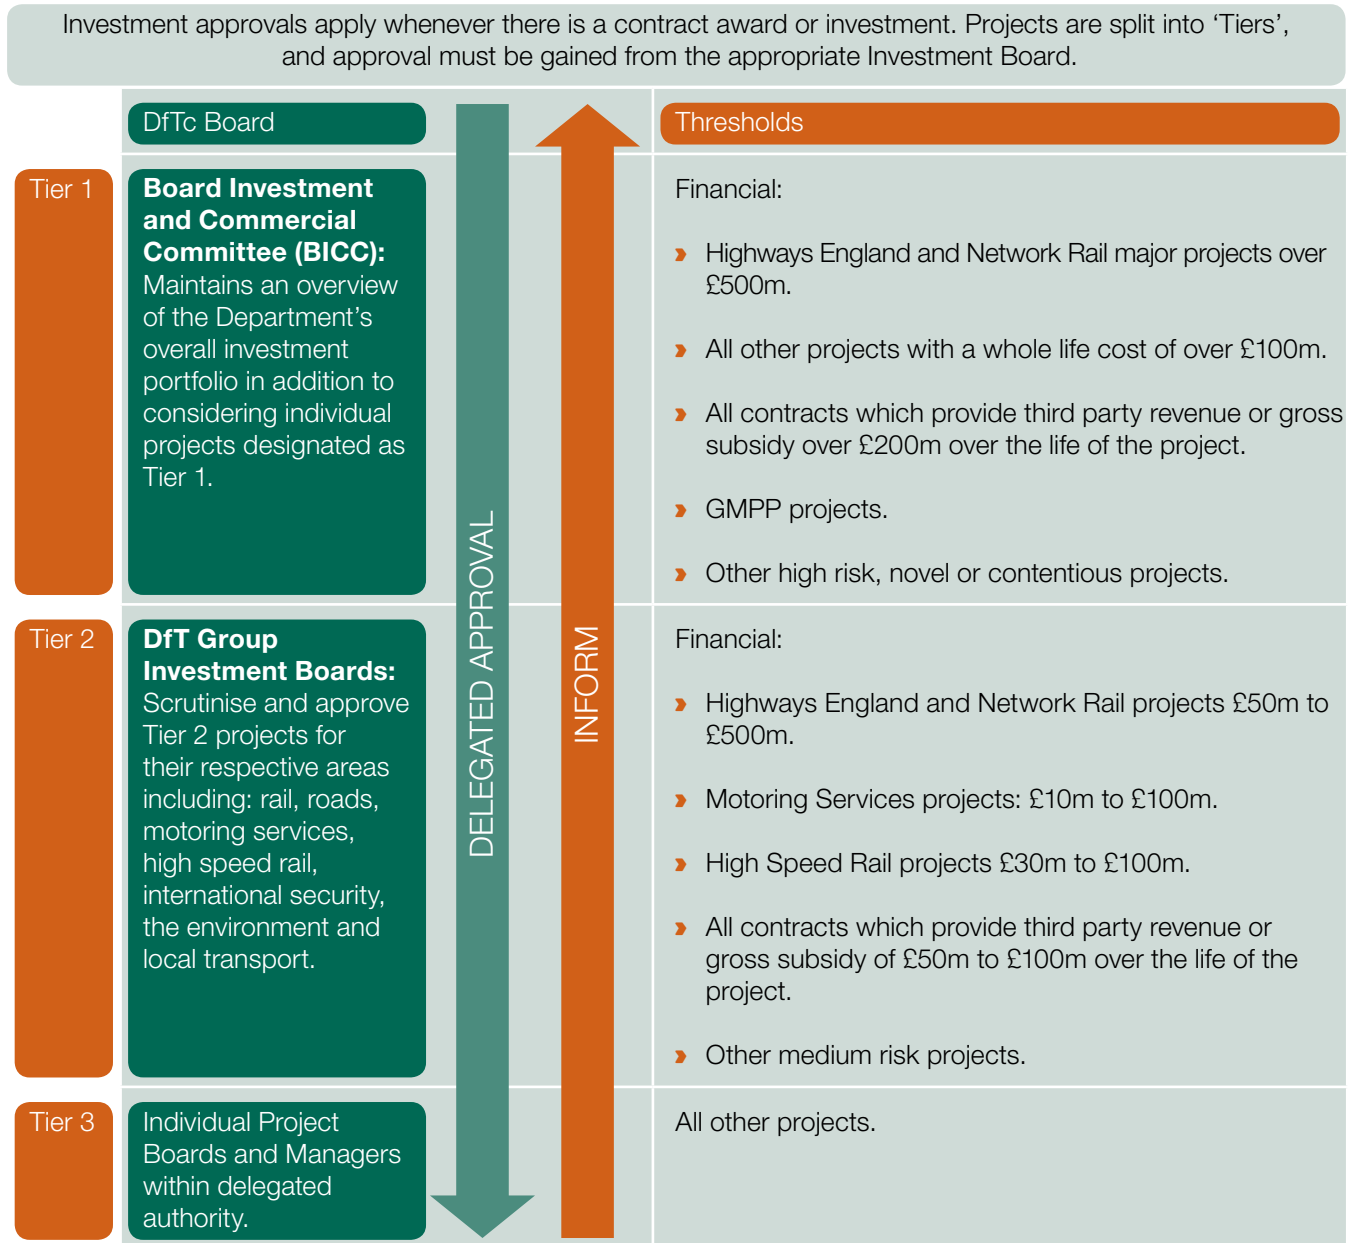 Investment approvals apply whenever there is a contract award or investment. Projects are split into ‘Tiers’,
and approval must be gained from the appropriate Investment Board.
DfTc Board
Thresholds
Tier 1
Board Investment
and Commercial
Committee (BICC):
Maintains an overview
of the Department’s
overall investment
portfolio in addition to
considering individual
projects designated as
Tier 1.
Financial:
Highways England and Network Rail major projects over
£500m.
All other projects with a whole life cost of over £100m.
All contracts which provide third party revenue or gross
subsidy over £200m over the life of the project.
GMPP projects.
Other high risk, novel or contentious projects.
DELEGATED APPROVAL
INFORM
Tier 2
DfT Group
Investment Boards:
Scrutinise and approve
Tier 2 projects for
their respective areas
including: rail, roads,
motoring services,
high speed rail,
international security,
the environment and
local transport.
Financial:
Highways England and Network Rail projects £50m to
£500m.
Motoring Services projects: £10m to £100m.
High Speed Rail projects £30m to £100m.
All contracts which provide third party revenue or
gross subsidy of £50m to £100m over the life of the
project.
Other medium risk projects.
Tier 3
Individual Project
Boards and Managers
within delegated
authority.
All other projects.